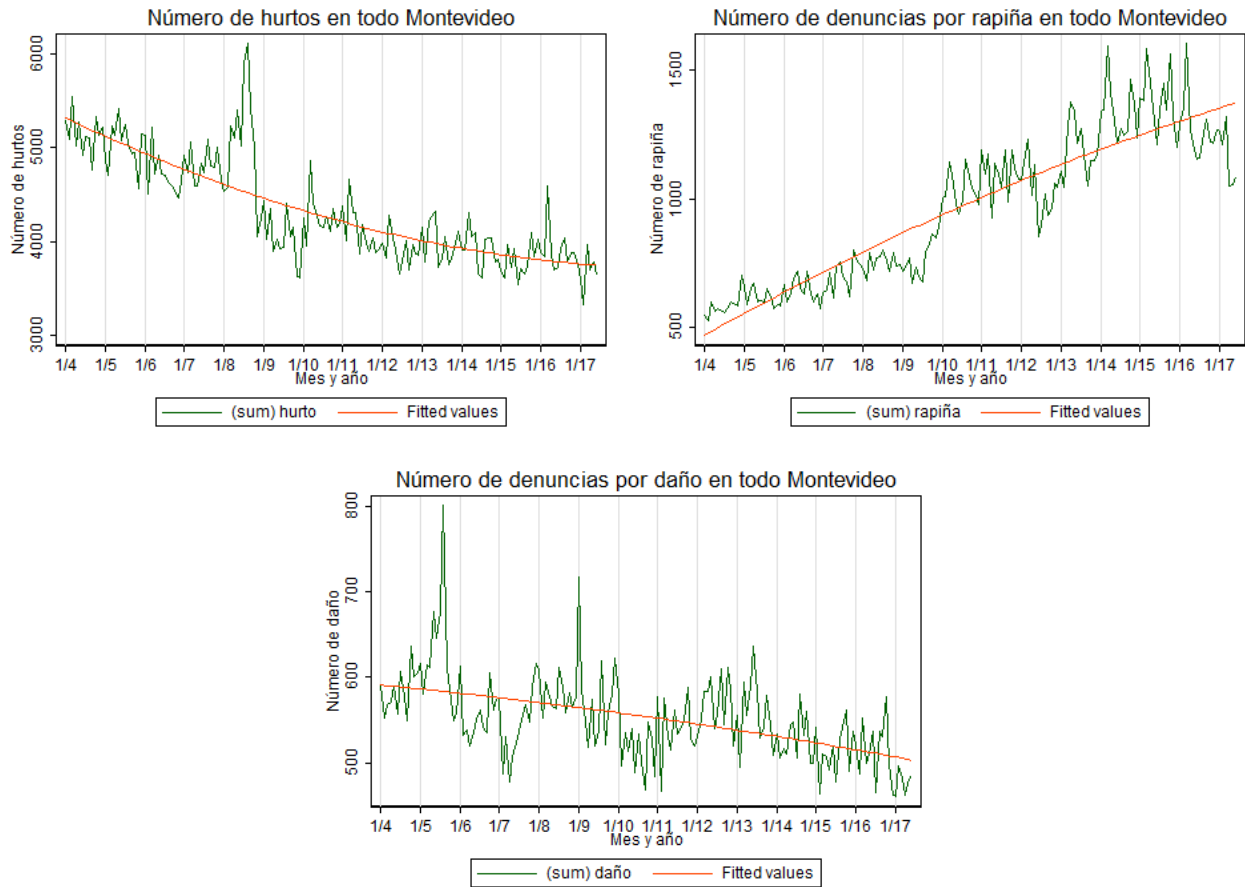 Número de hurtos en todo Montevideo
Número de hurtos
6000
5000
4000
3000
1/4 1/5 1/6 1/7 1/8 1/9 1/10 1/11 1/12 1/13 1/14 1/15 1/16 1/17
Mes y año
(sum) hurto Fitted values
Número de denuncias por rapiña en todo Montevideo
Número de rapiña
1500
1000
500
1/4 1/5 1/6 1/7 1/8 1/9 1/10 1/11 1/12 1/13 1/14 1/15 1/16 1/17
Mes y año
(sum) rapiña Fitted values
Número de denuncias por daño en todo Montevideo
Número de daño
800
700
600
500
1/4 1/5 1/6 1/7 1/8 1/9 1/10 1/11 1/12 1/13 1/14 1/15 1/16 1/17
Mes y año
(sum) daño Fitted values